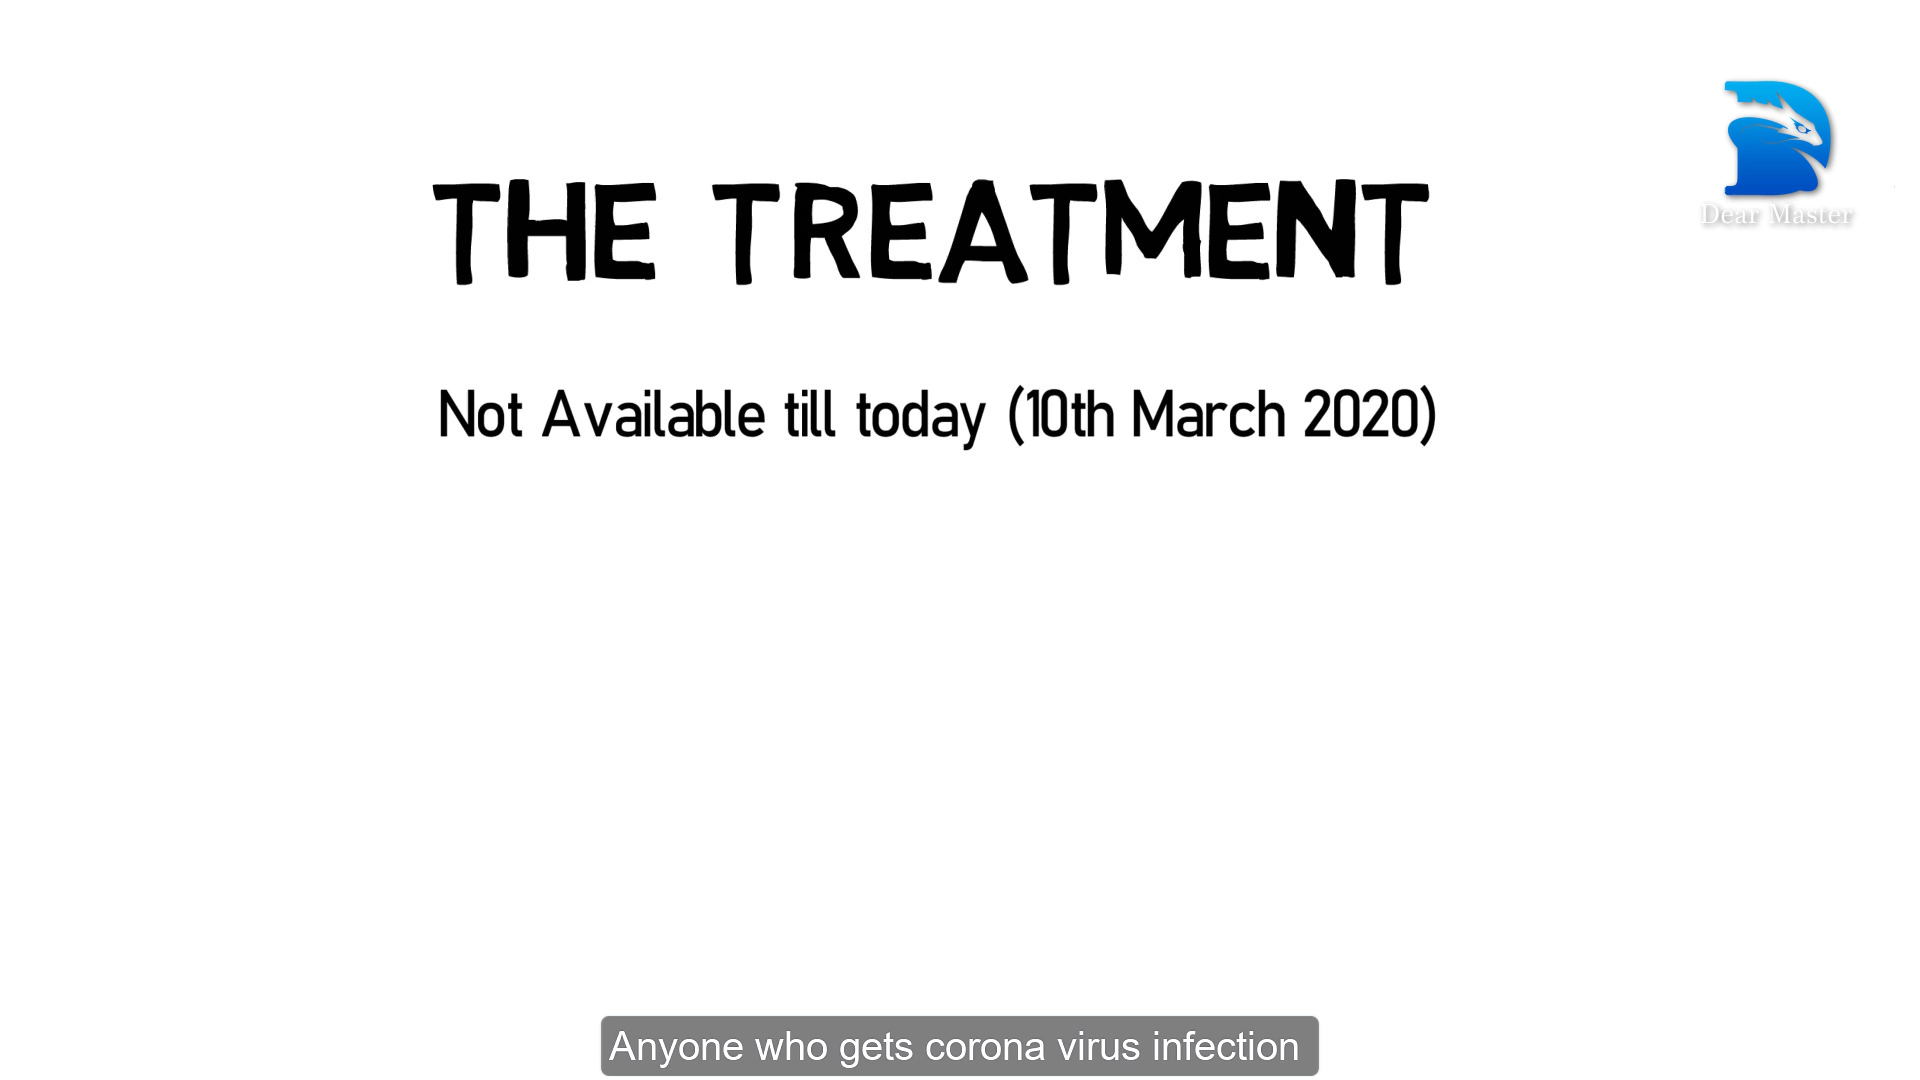 THE TREATMENT
Dear Master
Not Available till today (10th March 2020)
Anyone who gets corona virus infection